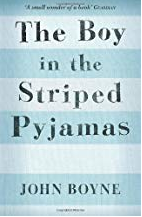 'A small wonder of a book' GUARDIAN
The Boy
in the
Striped
Pyjamas
JOHN BOYNE